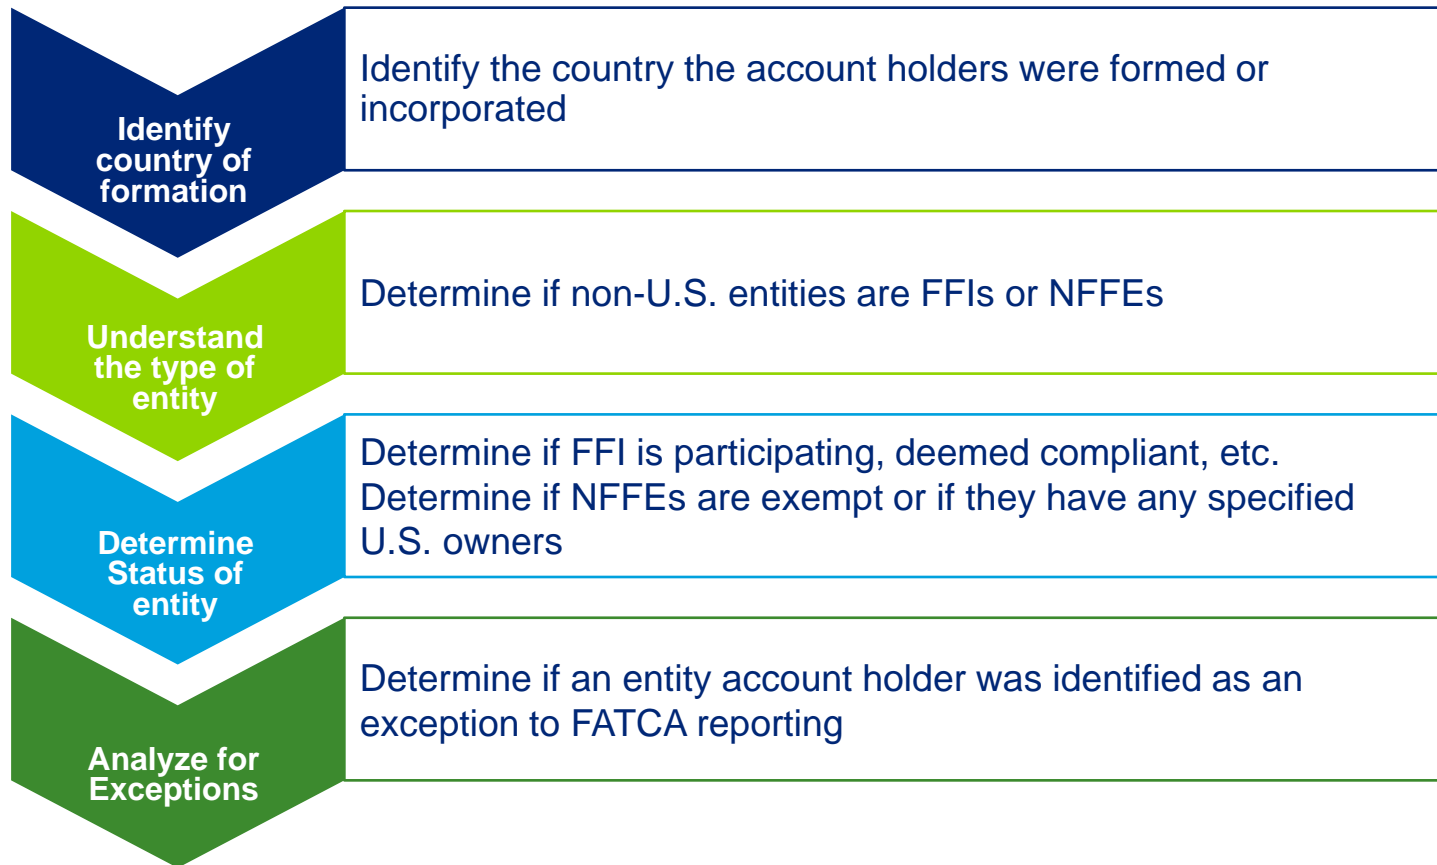 Identify
country of
formation
Identify the country the account holders were formed or
incorporated
Understand
the type of
entity
Determine if non-U.S. entities are FFIs or NFFEs
Determine
Status of
entity
Determine if FFI is participating, deemed compliant, etc.
Determine if NFFEs are exempt or if they have any specified
U.S. owners
Analyze for
Exceptions
Determine if an entity account holder was identified as an
exception to FATCA reporting